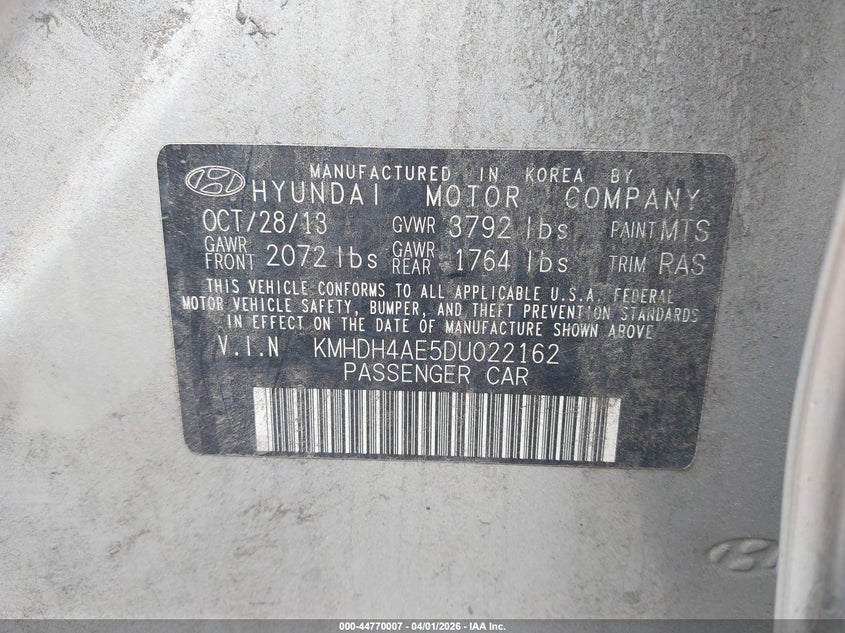 MANUFACTURED IN KOREA BY
HYUNDAI MOTOR COMPANY
OCT/28/13 GVWR 3792 lbs PAINT MTS
GAWR FRONT 2072 lbs GAWR REAR 1764 lbs TRIM RAS
THIS VEHICLE CONFORMS TO ALL APPLICABLE U.S.A. FEDERAL
MOTOR VEHICLE SAFETY, BUMPER, AND THEFT PREVENTION STANDARDS
IN EFFECT ON THE DATE OF MANUFACTURE SHOWN ABOVE
V.I.N KMHDH4AE5DU022162
PASSENGER CAR
000-44770007 - 04/01/2026 - IAA Inc.